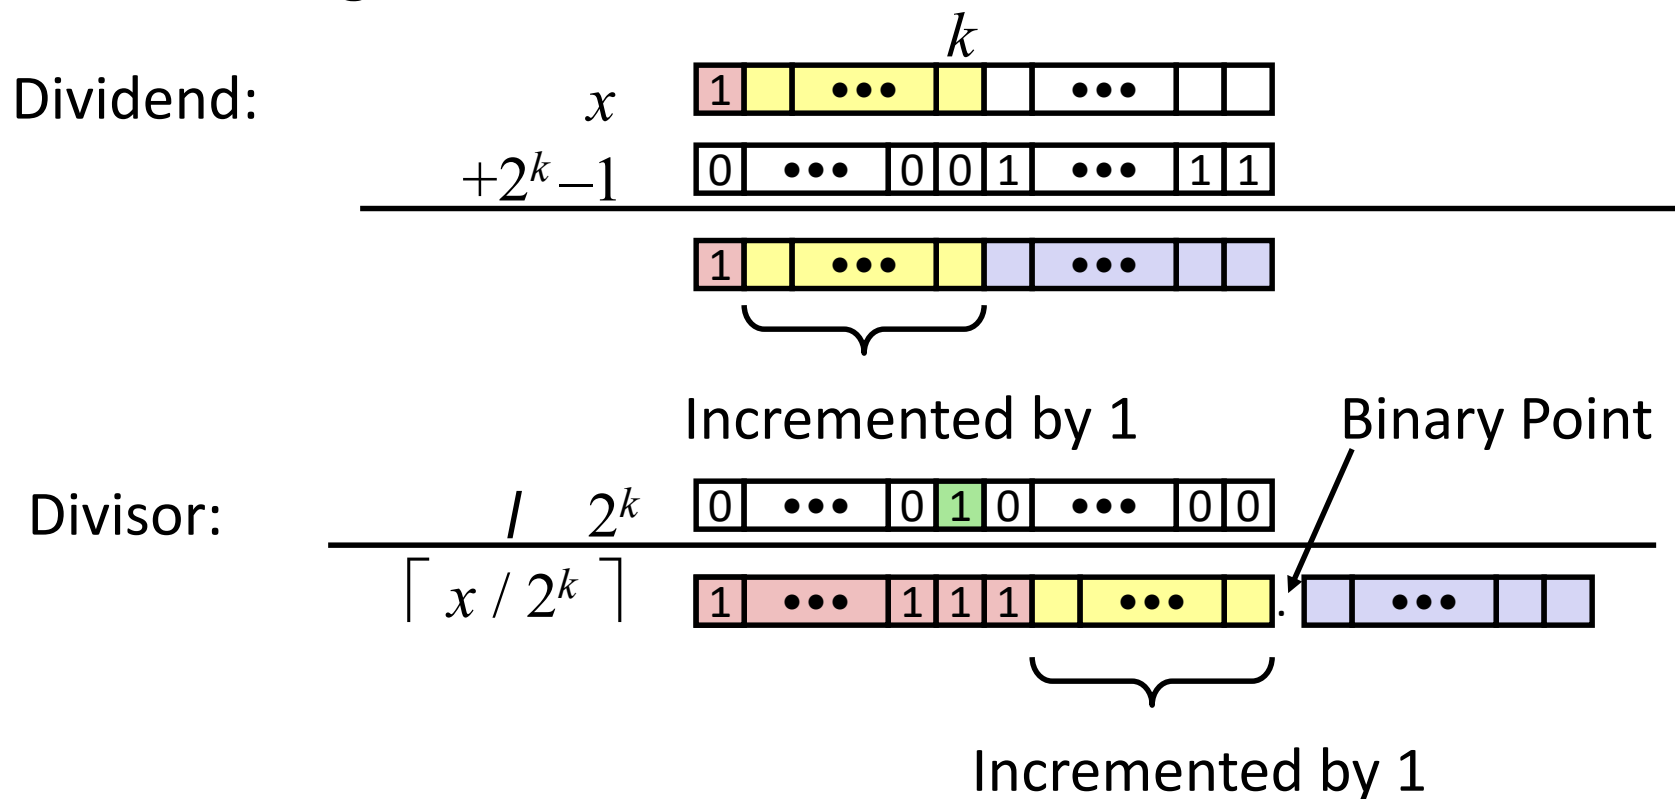 k
Dividend: x 1 ••• •••
+2^k –1 0 ••• 0 0 1 ••• 1 1
1 ••• •••
Incremented by 1 Binary Point
Divisor: / 2^k 0 ••• 0 1 0 ••• 0 0
⌈ x / 2^k ⌉ 1 ••• 1 1 1 ••• . •••
Incremented by 1